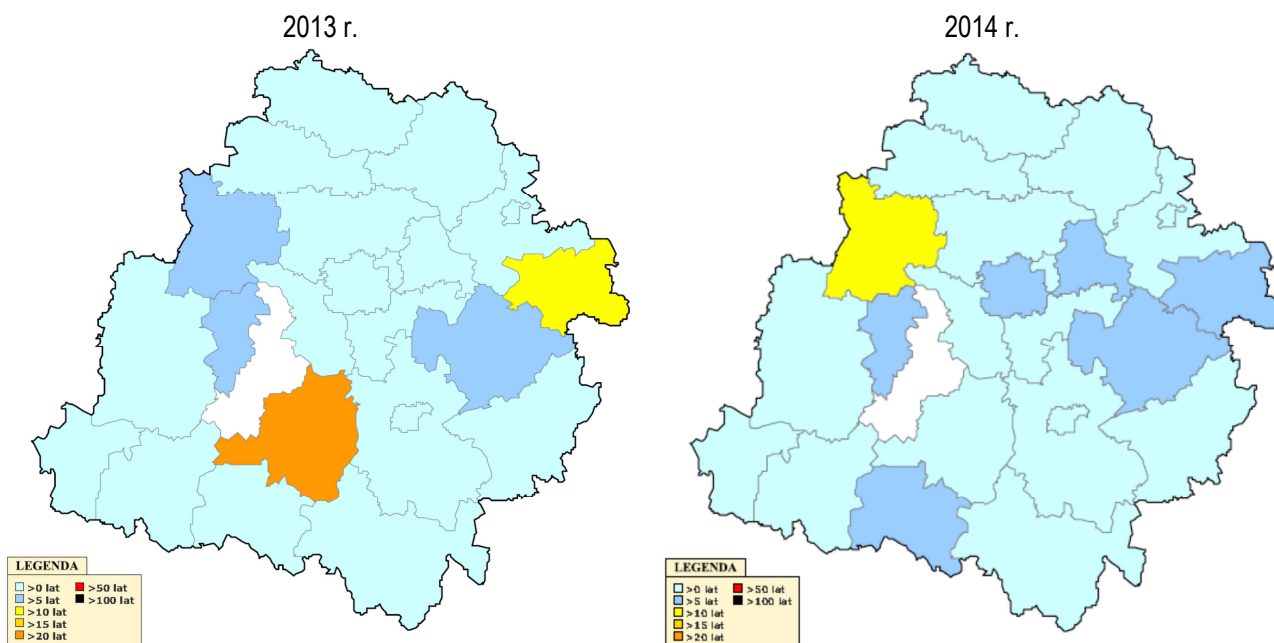 2013 r.
2014 r.
LEGENDA
>0 lat >50 lat
>5 lat >100 lat
>10 lat
>15 lat
>20 lat
LEGENDA
>0 lat >50 lat
>5 lat >100 lat
>10 lat
>15 lat
>20 lat